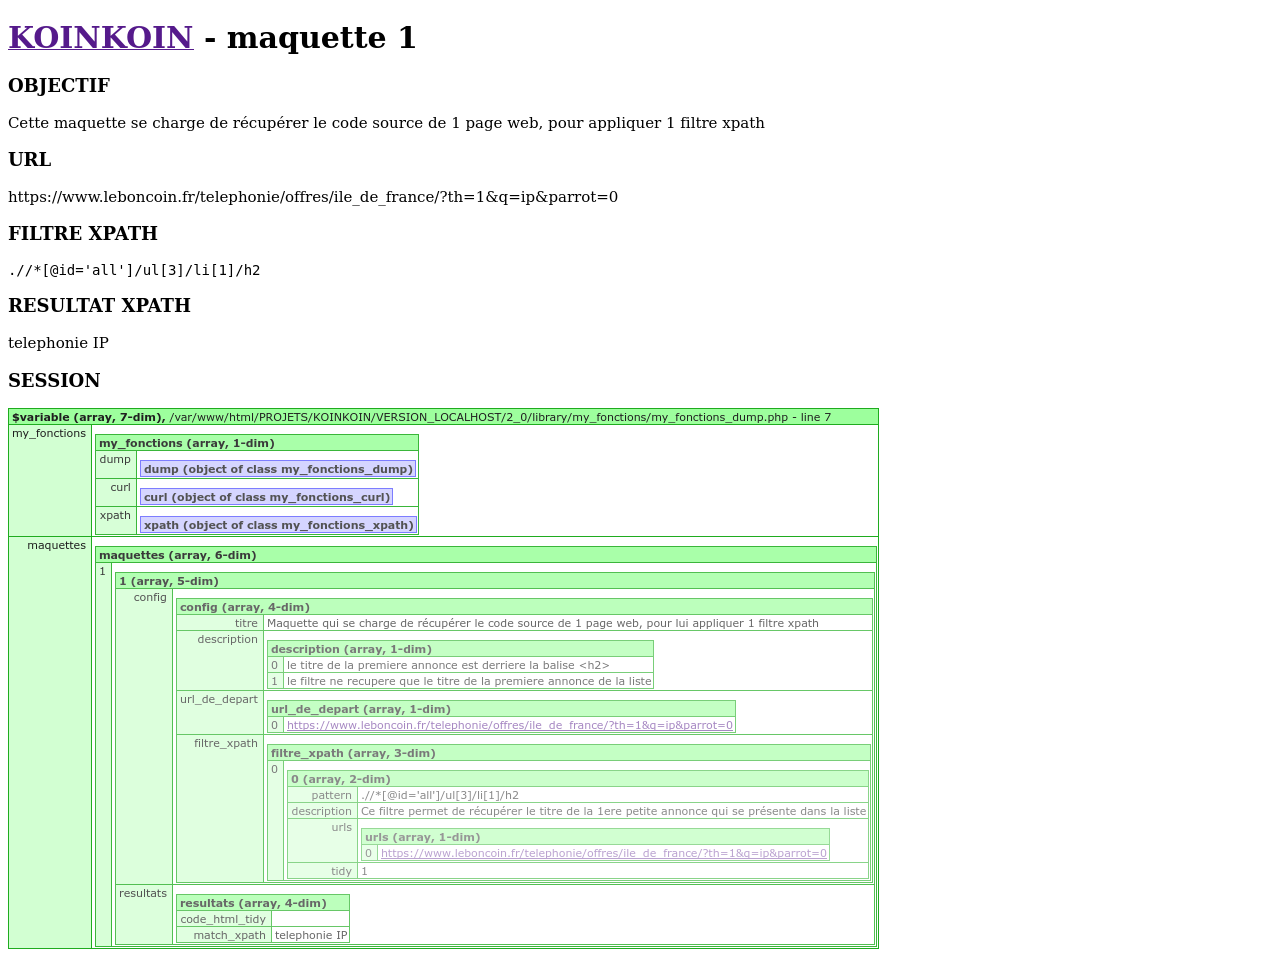 KOINKOIN - maquette 1
OBJECTIF
Cette maquette se charge de récupérer le code source de 1 page web, pour appliquer 1 filtre xpath
URL
https://www.leboncoin.fr/telephonie/offres/ile_de_france/?th=1&q=ip&parrot=0
FILTRE XPATH
.//*[@id='all']/ul[3]/li[1]/h2
RESULTAT XPATH
telephonie IP
SESSION
$variable (array, 7-dim), /var/www/html/PROJETS/KOINKOIN/VERSION_LOCALHOST/2_0/library/my_fonctions/my_fonctions_dump.php - line 7
my_fonctions
my_fonctions (array, 1-dim)
dump
dump (object of class my_fonctions_dump)
curl
curl (object of class my_fonctions_curl)
xpath
xpath (object of class my_fonctions_xpath)
maquettes
maquettes (array, 6-dim)
1
1 (array, 5-dim)
config
config (array, 4-dim)
titre Maquette qui se charge de récupérer le code source de 1 page web, pour lui appliquer 1 filtre xpath
description
description (array, 1-dim)
0 le titre de la premiere annonce est derriere la balise <h2>
1 le filtre ne recupere que le titre de la premiere annonce de la liste
url_de_depart
url_de_depart (array, 1-dim)
0 https://www.leboncoin.fr/telephonie/offres/ile_de_france/?th=1&q=ip&parrot=0
filtre_xpath
filtre_xpath (array, 3-dim)
0
0 (array, 2-dim)
pattern .//*[@id='all']/ul[3]/li[1]/h2
description Ce filtre permet de récupérer le titre de la 1ere petite annonce qui se présente dans la liste
urls
urls (array, 1-dim)
0 https://www.leboncoin.fr/telephonie/offres/ile_de_france/?th=1&q=ip&parrot=0
tidy 1
resultats
resultats (array, 4-dim)
code_html_tidy
match_xpath telephonie IP